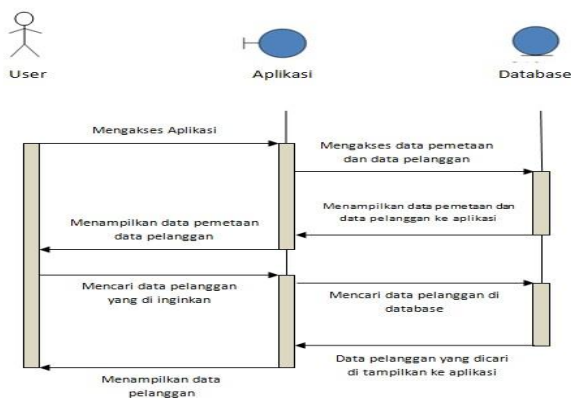 User
Aplikasi
Database
Mengakses Aplikasi
Mengakses data pemetaan
dan data pelanggan
Menampilkan data pemetaan dan
data pelanggan ke aplikasi
Menampilkan data pemetaan
data pelanggan
Mencari data pelanggan
yang di inginkan
Mencari data pelanggan di
database
Data pelanggan yang dicari
di tampilkan ke aplikasi
Menampilkan data
pelanggan